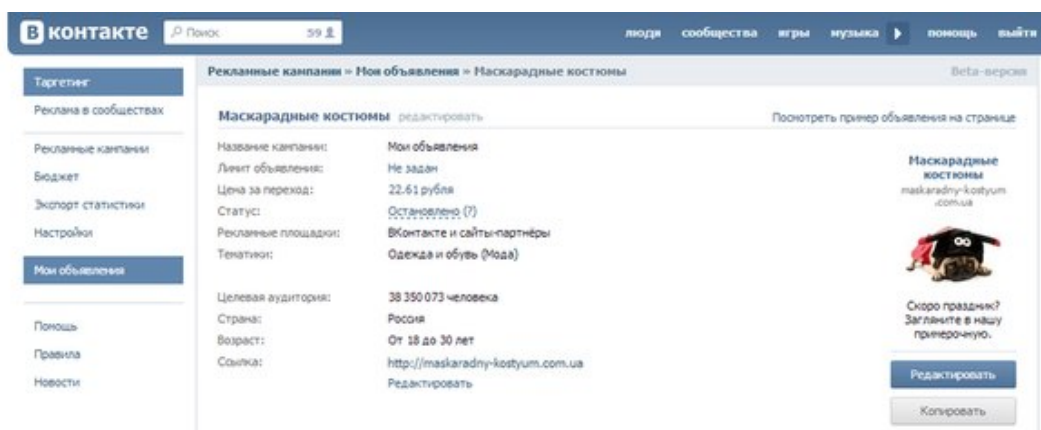 В контакте
Поиск 59
люди сообщества игры музыка помощь выйти
Таргетинг
Реклама в сообществах
Рекламные кампании
Бюджет
Экспорт статистики
Настройки
Мои объявления
Помощь
Правила
Новости
Рекламные кампании » Мои объявления » Маскарадные костюмы
Beta-версия
Маскарадные костюмы редактировать
Посмотреть пример объявления на странице
Название кампании: Мои объявления
Лимит объявления: Не задан
Цена за переход: 22.61 рубля
Статус: Остановлено (?)
Рекламные площадки: ВКонтакте и сайты-партнёры
Тематики: Одежда и обувь (Мода)
Целевая аудитория: 38 350 073 человека
Страна: Россия
Возраст: От 18 до 30 лет
Ссылка: http://maskaradny-kostyum.com.ua
Редактировать
Маскарадные
костюмы
maskaradny-kostyum
.com.ua
Скоро праздник?
Загляните в нашу
примерочную.
Редактировать
Копировать